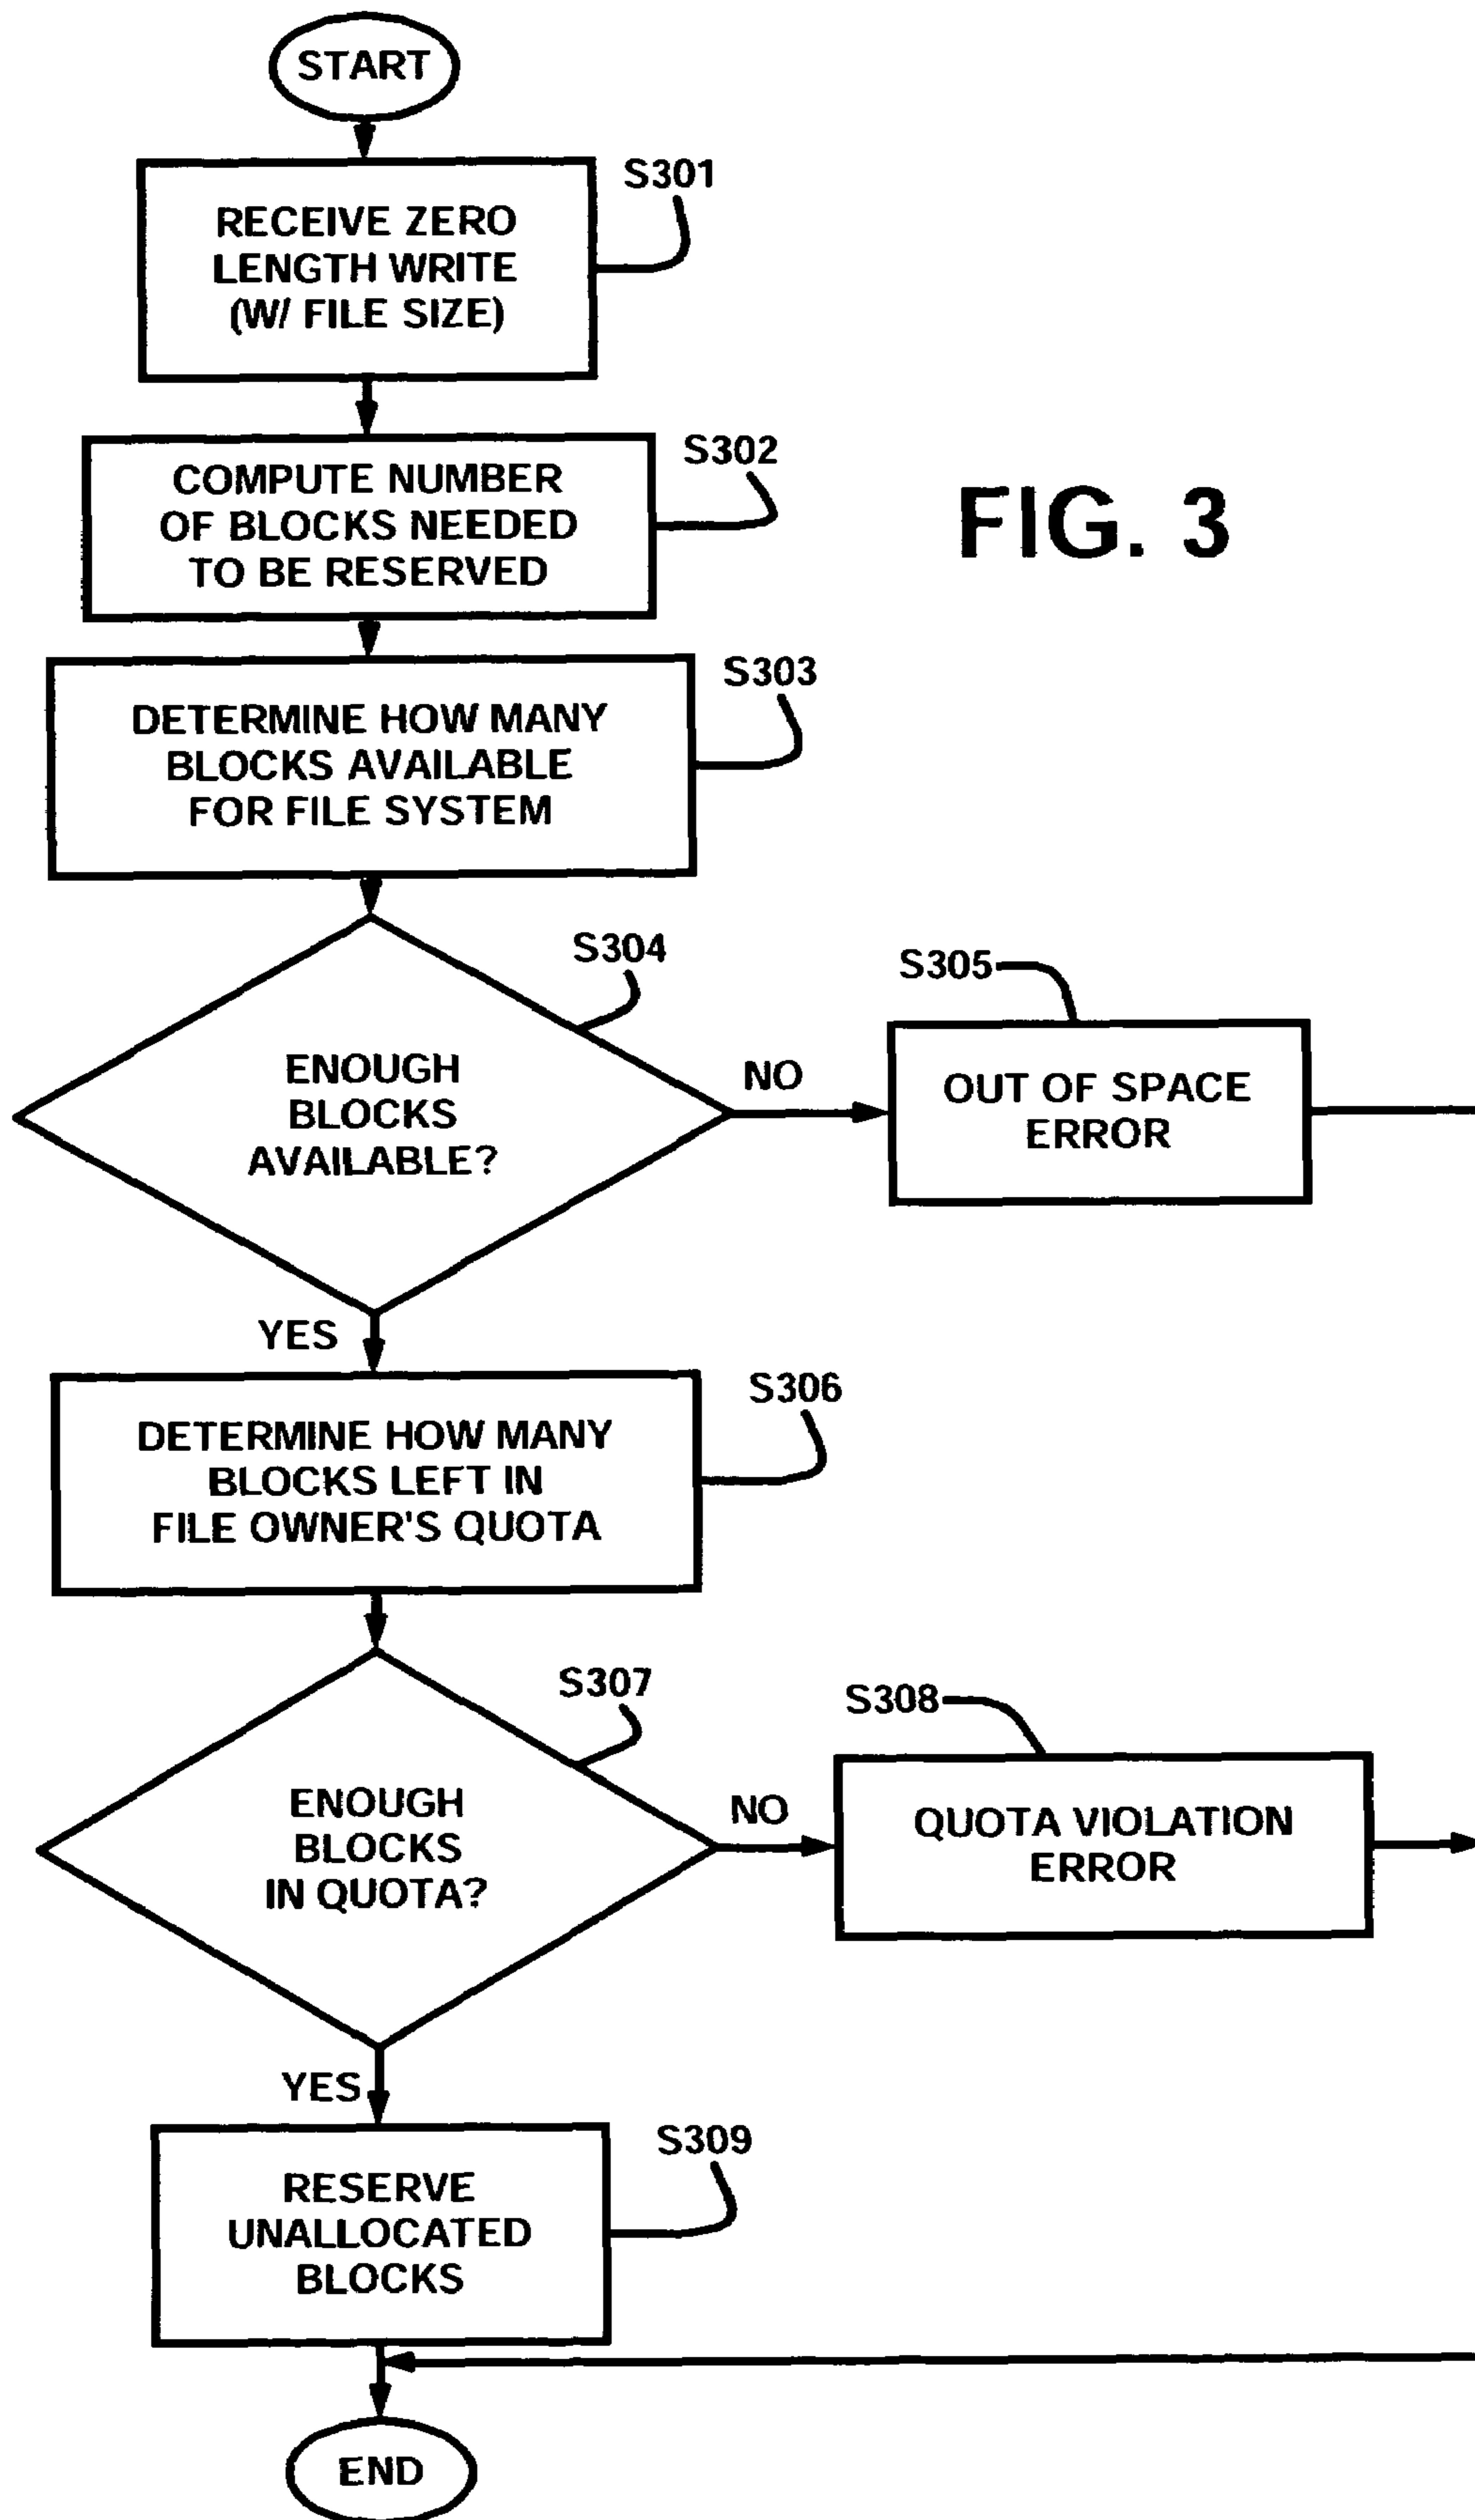 START
S301
RECEIVE ZERO
LENGTH WRITE
(W/ FILE SIZE)
S302
COMPUTE NUMBER
OF BLOCKS NEEDED
TO BE RESERVED
FIG. 3
S303
DETERMINE HOW MANY
BLOCKS AVAILABLE
FOR FILE SYSTEM
S304
ENOUGH
BLOCKS
AVAILABLE?
NO
S305
OUT OF SPACE
ERROR
YES
S306
DETERMINE HOW MANY
BLOCKS LEFT IN
FILE OWNER'S QUOTA
S307
ENOUGH
BLOCKS
IN QUOTA?
NO
S308
QUOTA VIOLATION
ERROR
YES
S309
RESERVE
UNALLOCATED
BLOCKS
END